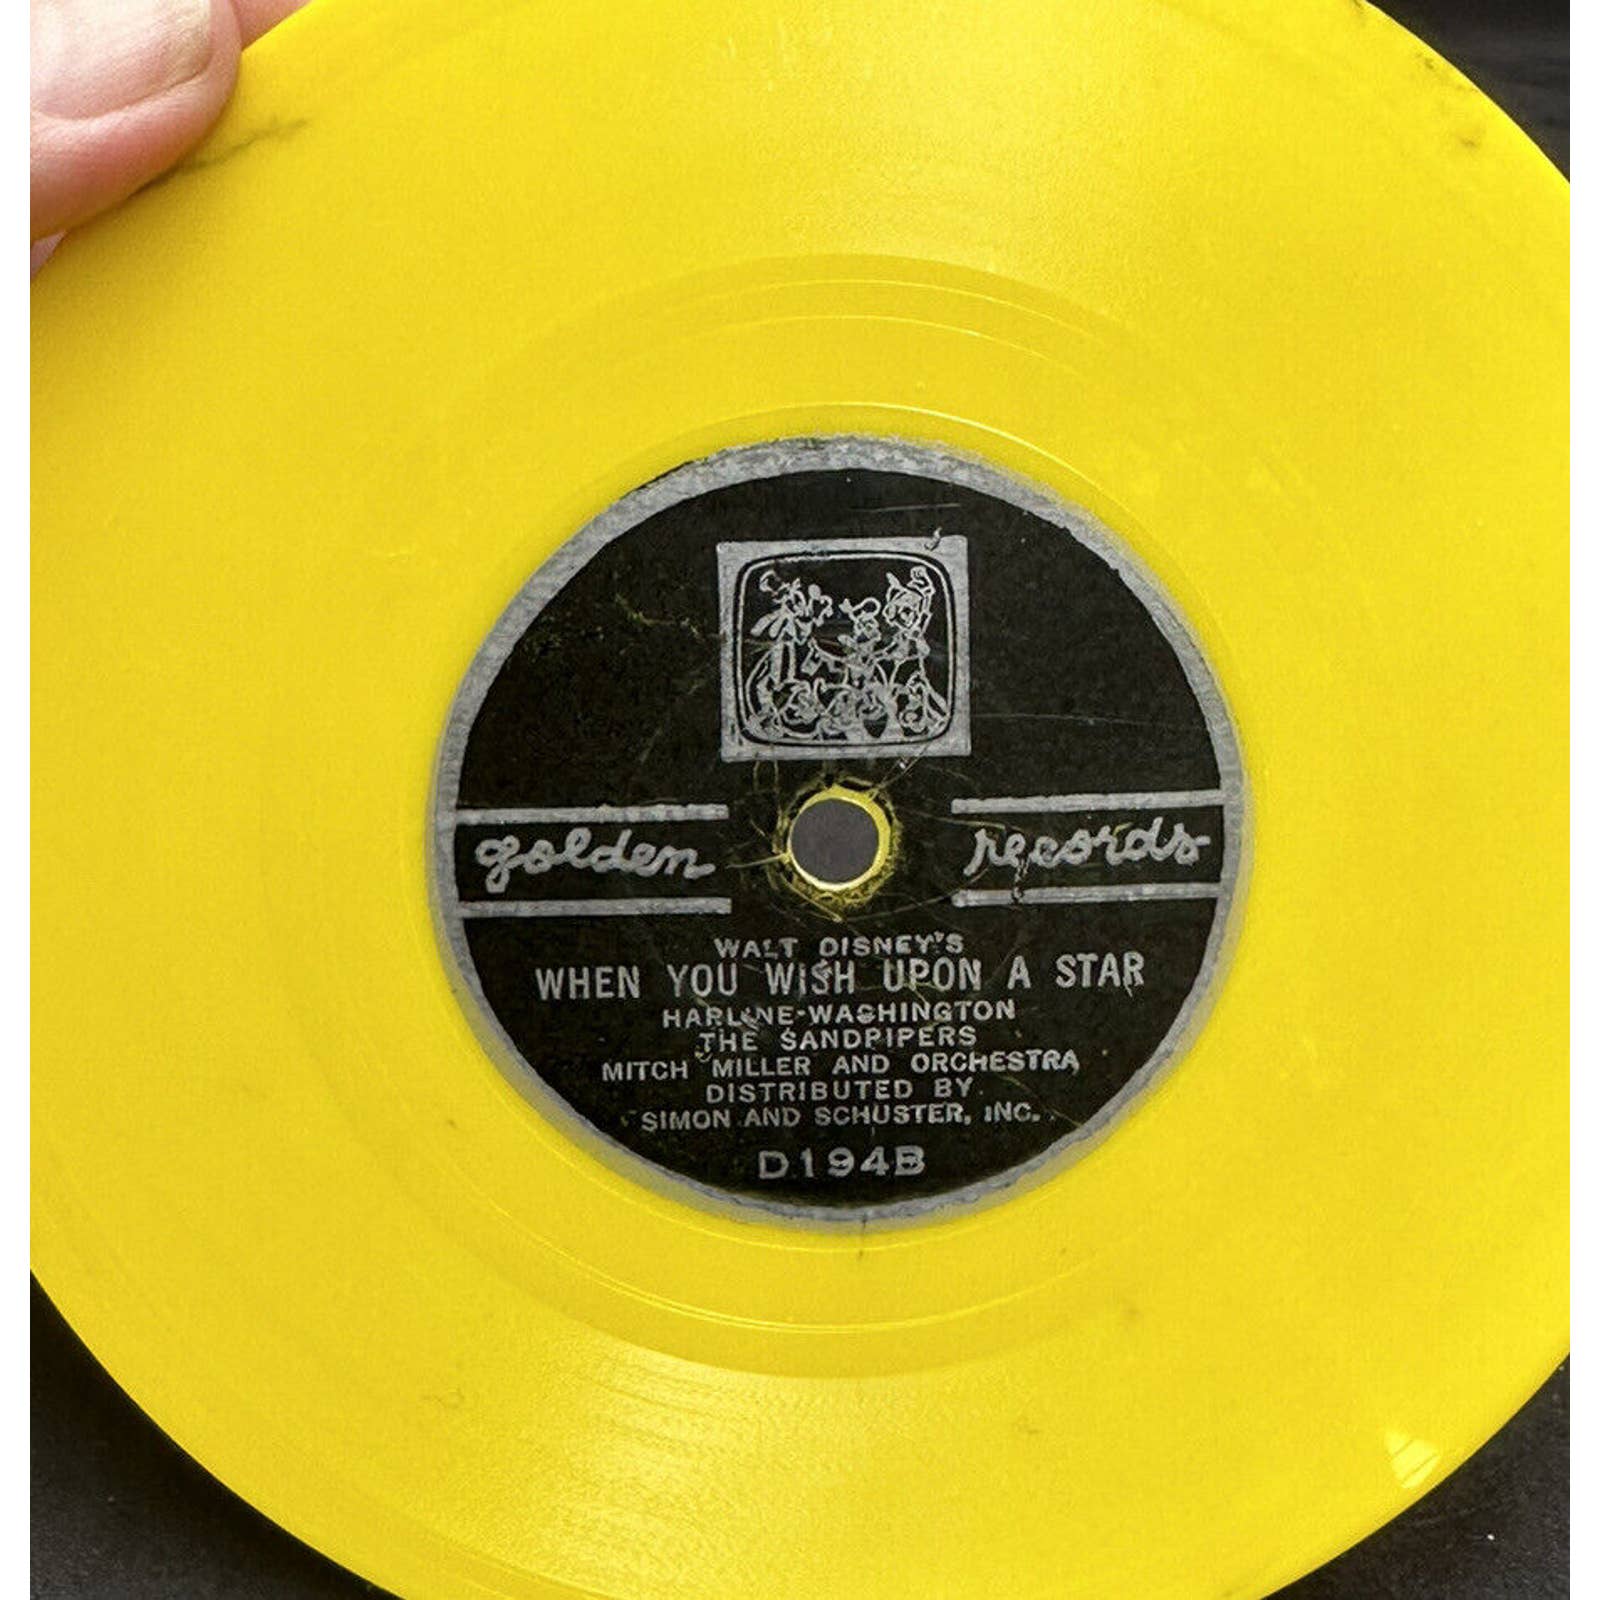 golden records
WALT DISNEY'S
WHEN YOU WISH UPON A STAR
HARLINE-WASHINGTON
THE SANDPIPERS
MITCH MILLER AND ORCHESTRA
DISTRIBUTED BY
SIMON AND SCHUSTER, INC.
D194B